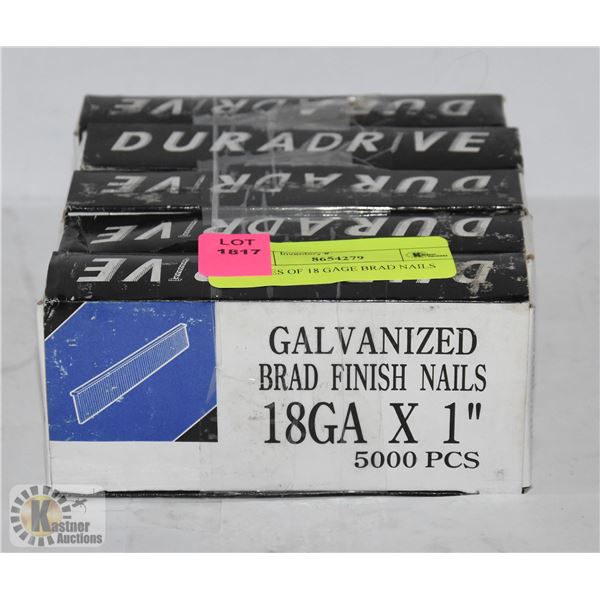 DURADRIVE
DURADRIVE
DURADRIVE
DURADRIVE
LOT
1817
Inventory #
8654279
OF 18 GAGE BRAD NAILS
GALVANIZED
BRAD FINISH NAILS
18GA X 1"
5000 PCS
Kastner
Auctions